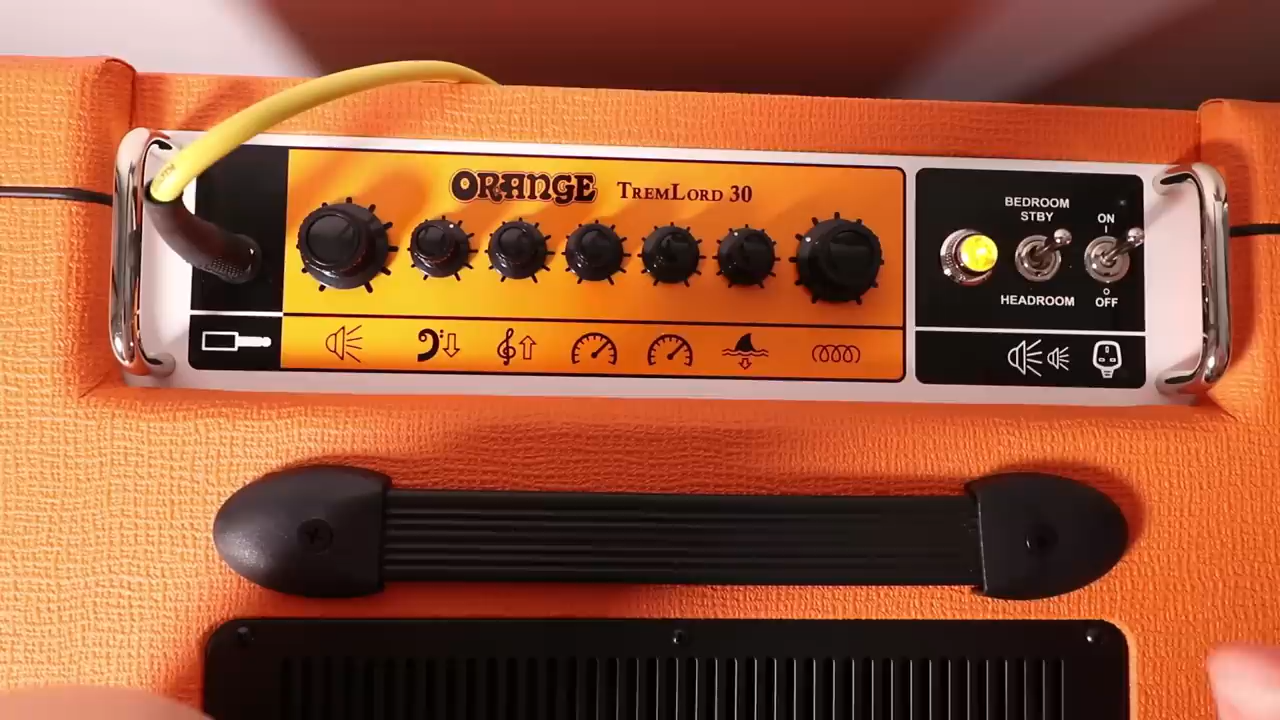 ORANGE TREMLORD 30
BEDROOM
STBY
HEADROOM
ON
OFF